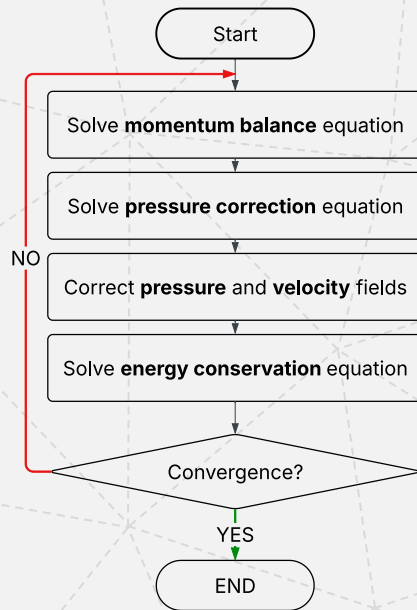 Start
Solve momentum balance equation
Solve pressure correction equation
NO
Correct pressure and velocity fields
Solve energy conservation equation
Convergence?
YES
END